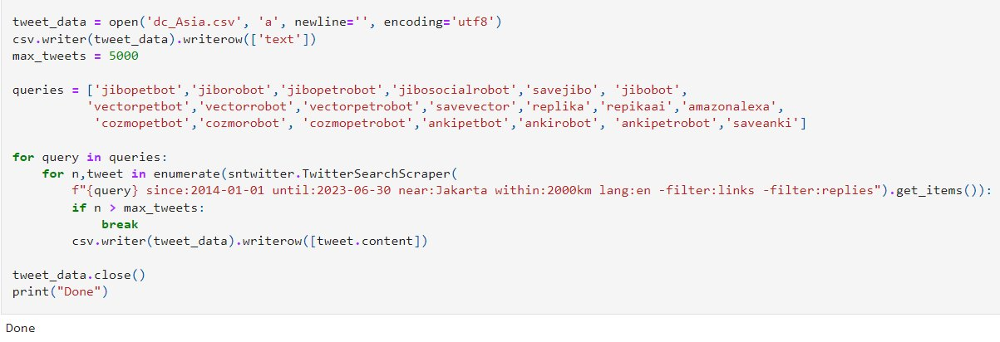 tweet_data = open('dc_Asia.csv', 'a', newline='', encoding='utf8')
csv.writer(tweet_data).writerow(['text'])
max_tweets = 5000
queries = ['jibopetbot','jiborobot','jibopetrobot','jibosocialrobot','savejibo', 'jibobot',
'vectorpetbot','vectorrobot','vectorpetrobot','savevector','replika','repikaai','amazonalexa',
'cozmopetbot','cozmorobot', 'cozmopetrobot','ankipetbot','ankirobot', 'ankipetrobot','saveanki']
for query in queries:
for n,tweet in enumerate(sntwitter.TwitterSearchScraper(
f"{query} since:2014-01-01 until:2023-06-30 near:Jakarta within:2000km lang:en -filter:links -filter:replies").get_items()):
if n > max_tweets:
break
csv.writer(tweet_data).writerow([tweet.content])
tweet_data.close()
print("Done")
Done